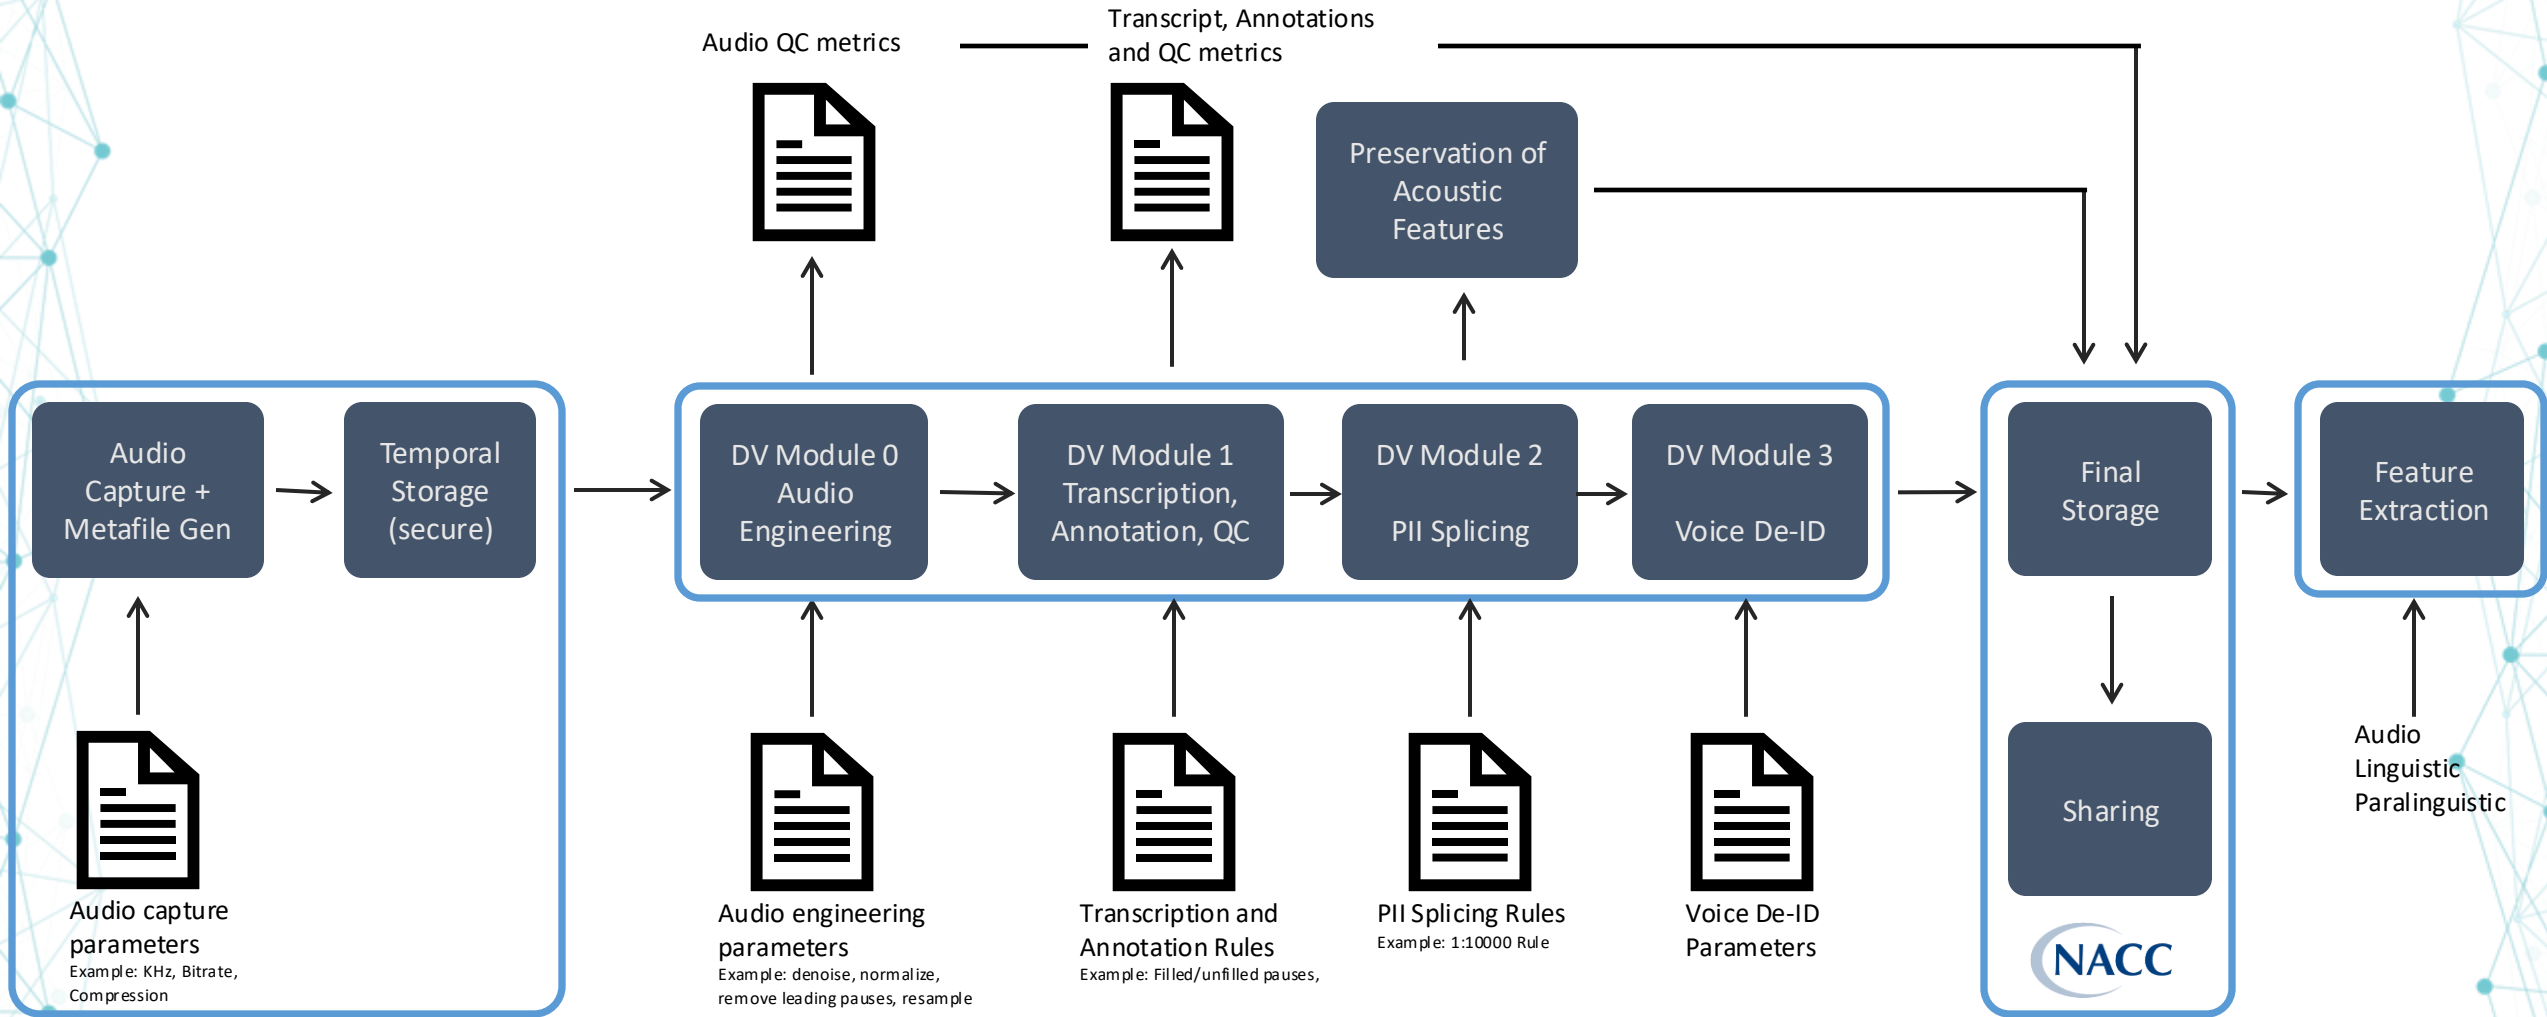 Audio QC metrics
Transcript, Annotations
and QC metrics
Preservation of
Acoustic
Features
Audio
Capture +
Metafile Gen
Temporal
Storage
(secure)
DV Module 0
Audio
Engineering
DV Module 1
Transcription,
Annotation, QC
DV Module 2
PII Splicing
DV Module 3
Voice De-ID
Final
Storage
Feature
Extraction
Audio
Linguistic
Paralinguistic
Sharing
Audio capture
parameters
Example: KHz, Bitrate,
Compression
Audio engineering
parameters
Example: denoise, normalize,
remove leading pauses, resample
Transcription and
Annotation Rules
Example: Filled/unfilled pauses,
PII Splicing Rules
Example: 1:10000 Rule
Voice De-ID
Parameters
NACC